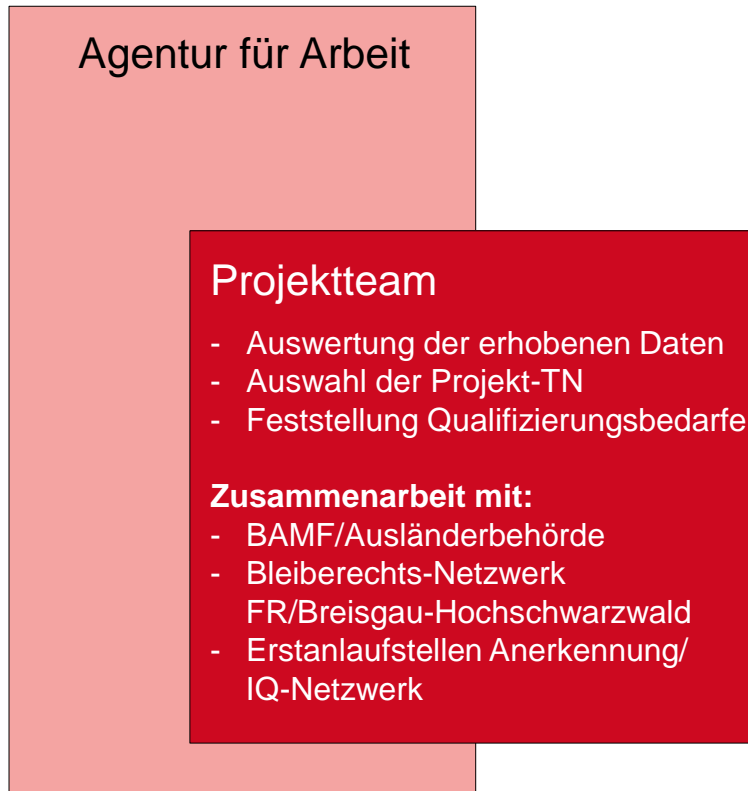 Agentur für Arbeit
Projektteam
- Auswertung der erhobenen Daten
- Auswahl der Projekt-TN
- Feststellung Qualifizierungsbedarfe
Zusammenarbeit mit:
- BAMF/Ausländerbehörde
- Bleiberechts-Netzwerk
FR/Breisgau-Hochschwarzwald
- Erstanlaufstellen Anerkennung/
IQ-Netzwerk